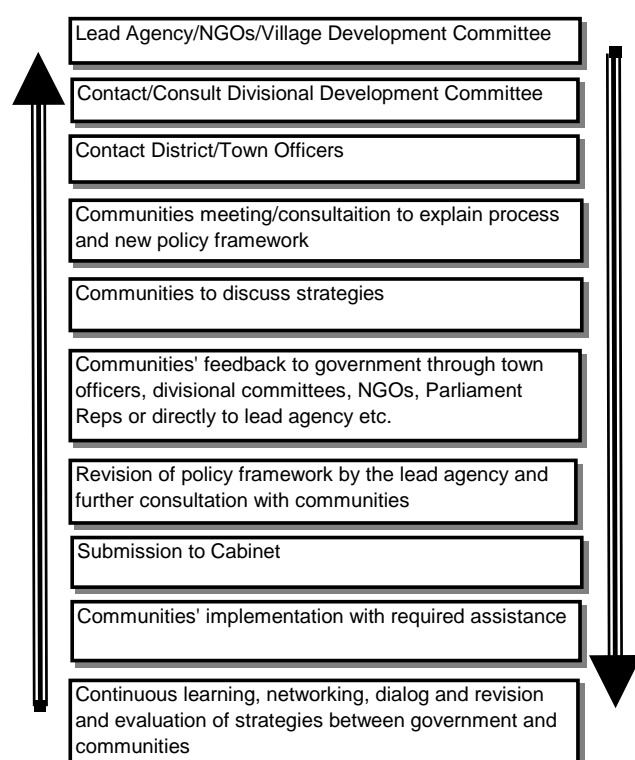 Lead Agency/NGOs/Village Development Committee
Contact/Consult Divisional Development Committee
Contact District/Town Officers
Communities meeting/consultaition to explain process
and new policy framework
Communities to discuss strategies
Communities' feedback to government through town
officers, divisional committees, NGOs, Parliament
Reps or directly to lead agency etc.
Revision of policy framework by the lead agency and
further consultation with communities
Submission to Cabinet
Communities' implementation with required assistance
Continuous learning, networking, dialog and revision
and evaluation of strategies between government and
communities